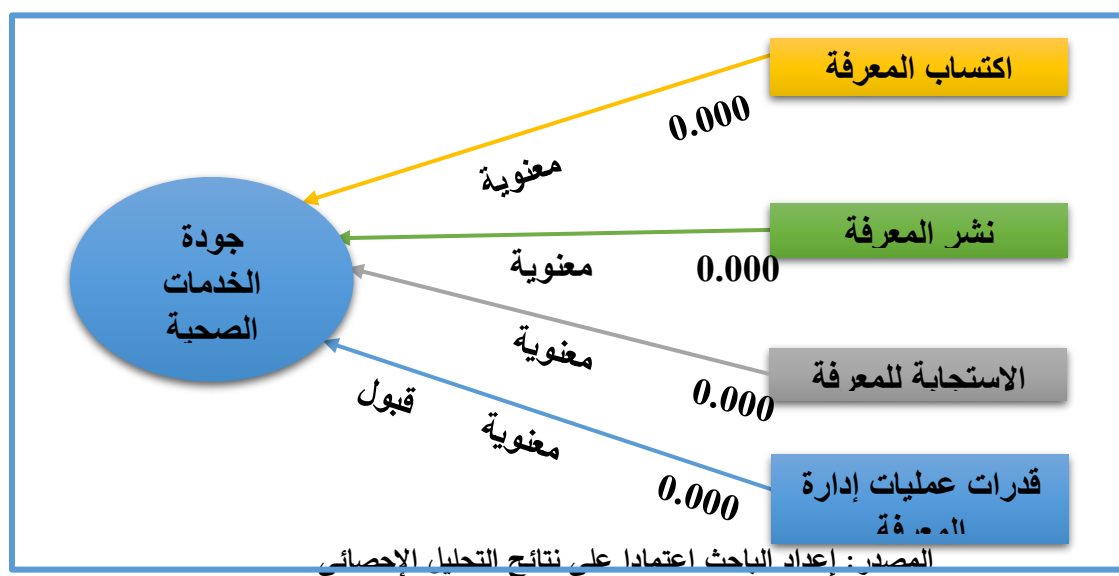 اكتساب المعرفة
0.000
معنوية
نشر المعرفة
0.000
معنوية
جودة
الخدمات
الصحية
الاستجابة للمعرفة
0.000
معنوية
قدرات عمليات إدارة
المعرفة
0.000
معنوية
قبول
المصدر: إعداد الباحث اعتمادا على نتائج التحليل الإحصائي